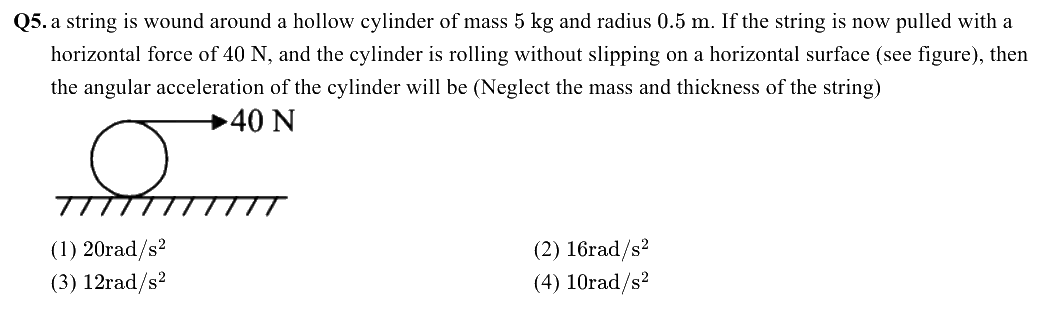 Q5. a string is wound around a hollow cylinder of mass 5 kg and radius 0.5 m. If the string is now pulled with a
horizontal force of 40 N, and the cylinder is rolling without slipping on a horizontal surface (see figure), then
the angular acceleration of the cylinder will be (Neglect the mass and thickness of the string)
40 N
(1) 20rad/s² (2) 16rad/s²
(3) 12rad/s² (4) 10rad/s²